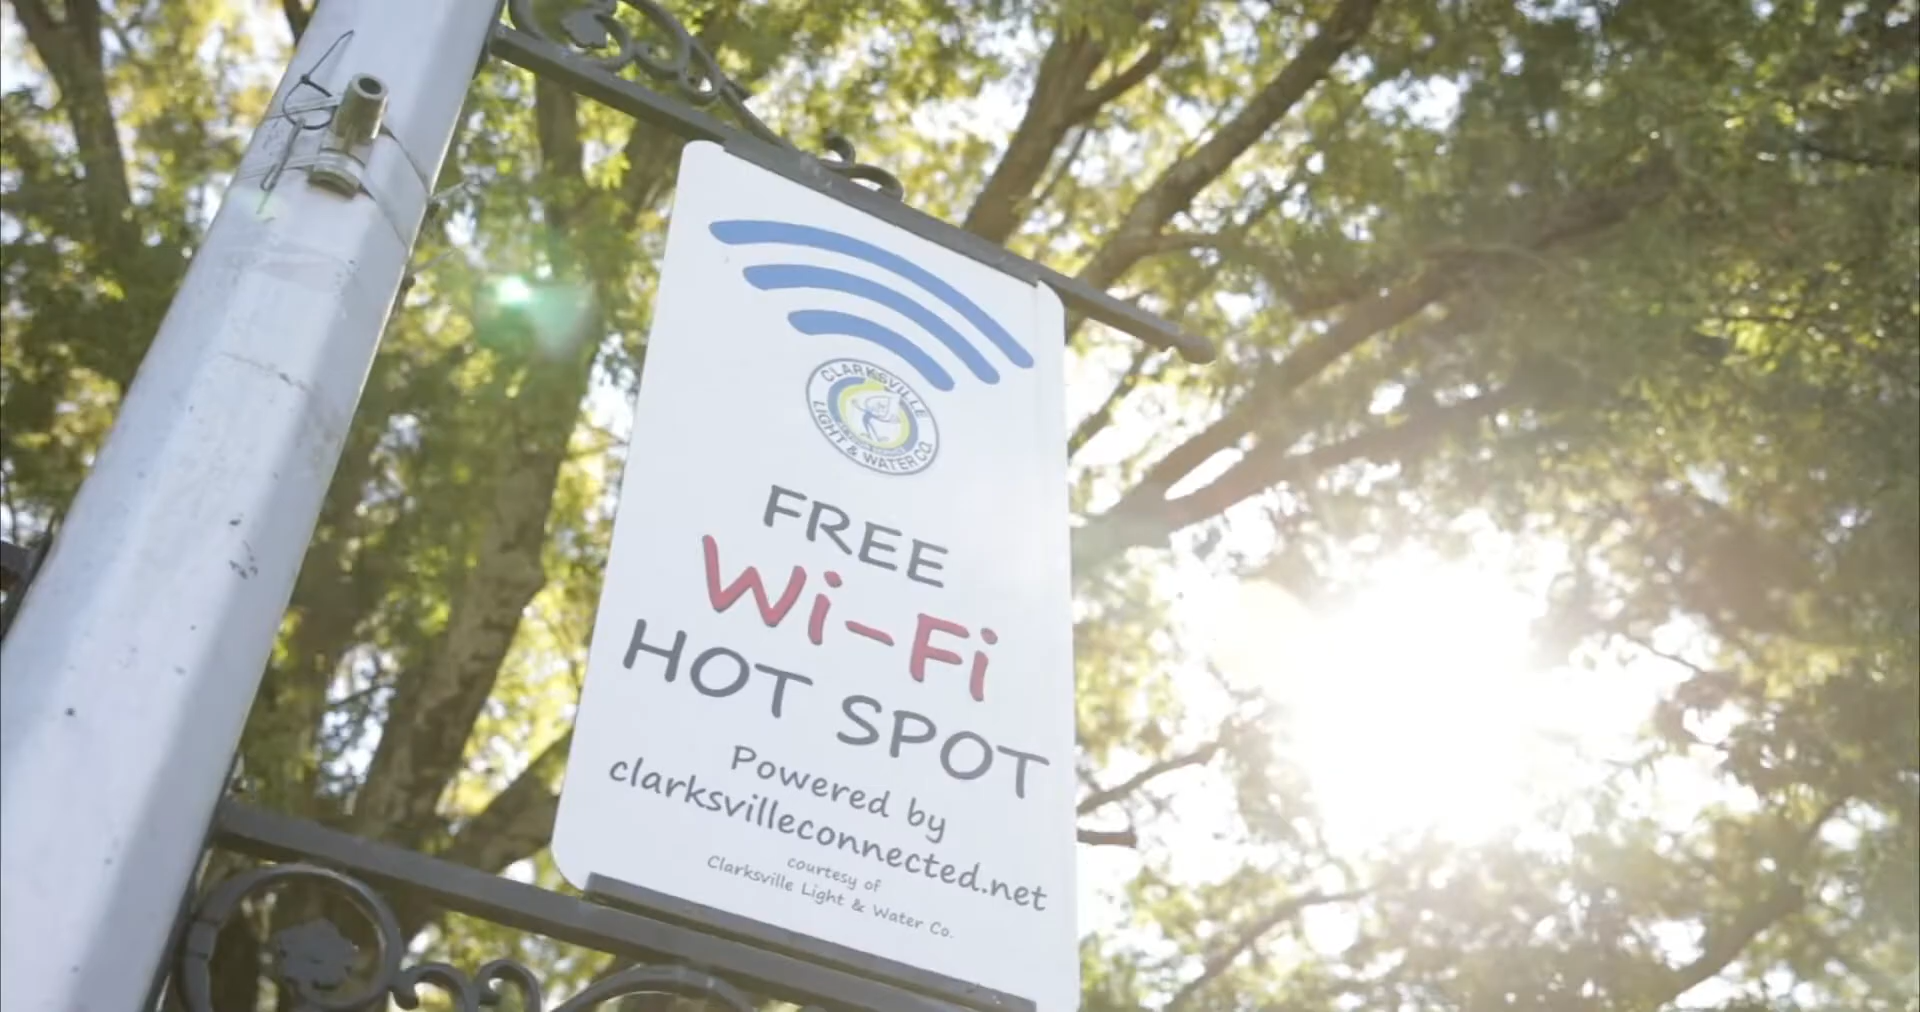 CLARKSVILLE
LIGHT & WATER CO.
FREE
Wi-Fi
HOT SPOT
Powered by
clarksvilleconnected.net
courtesy of
Clarksville Light & Water Co.